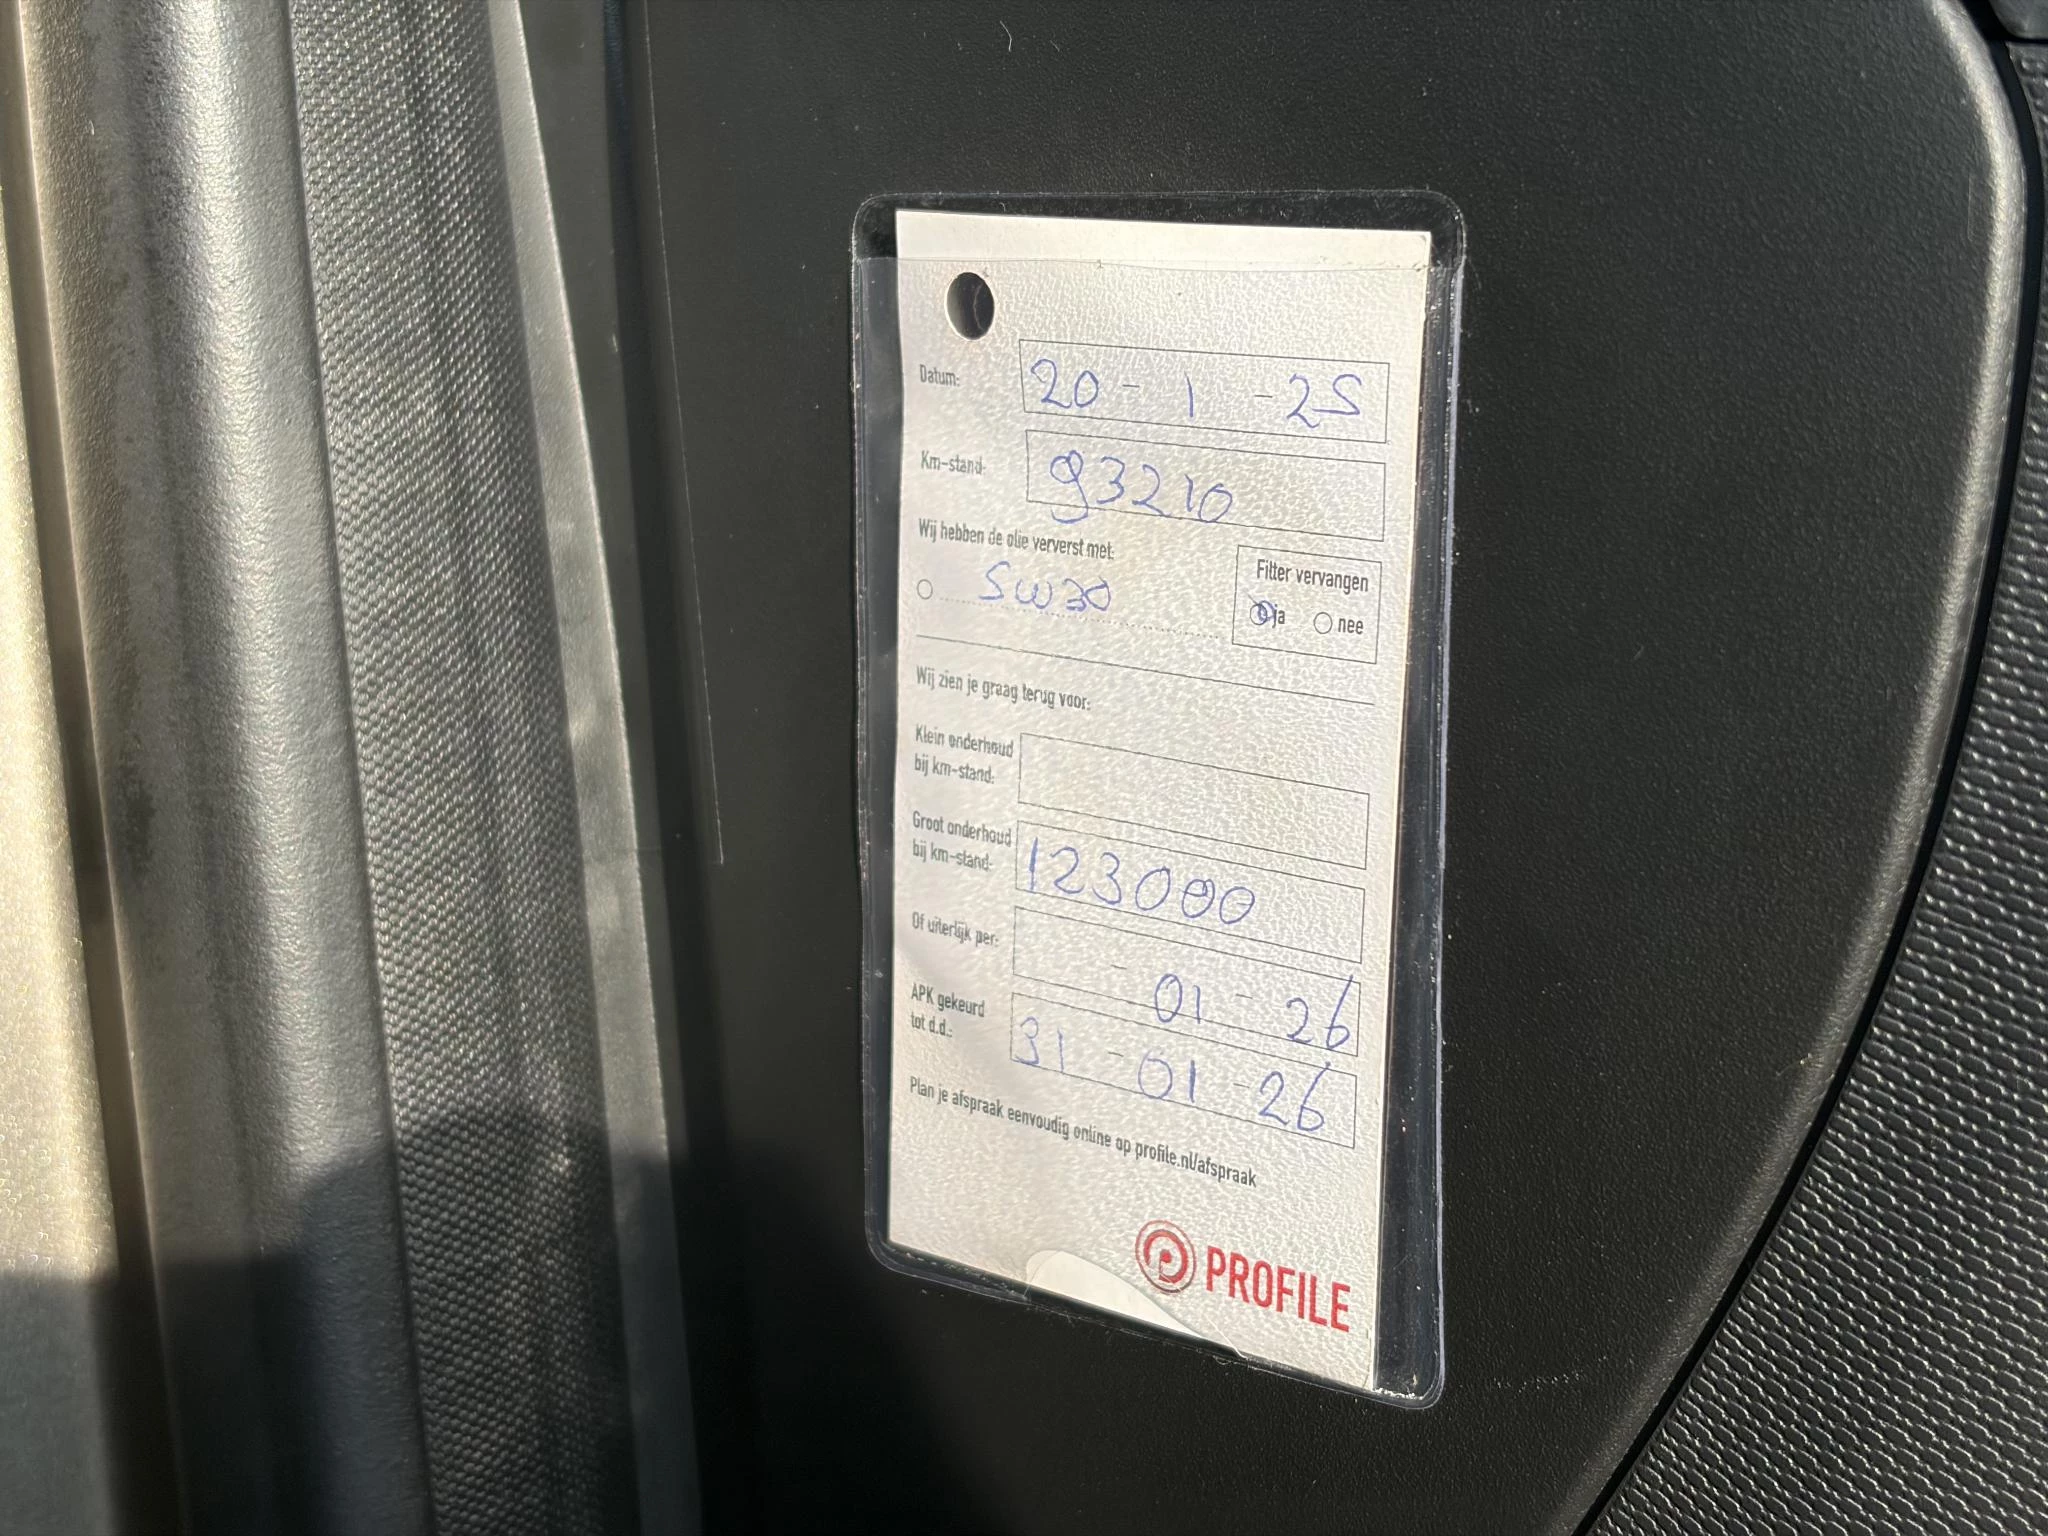 Datum: 20 - 1 - 25
Km-stand: 93210
Wij hebben de olie ververst met:
5W30
Filter vervangen
ja nee
Wij zien je graag terug voor:
Klein onderhoud
bij km-stand:
Groot onderhoud
bij km-stand: 123000
Of uiterlijk per: - 01 - 26
APK gekeurd
tot d.d.: 31 - 01 - 26
Plan je afspraak eenvoudig online op profile.nl/afspraak
PROFILE